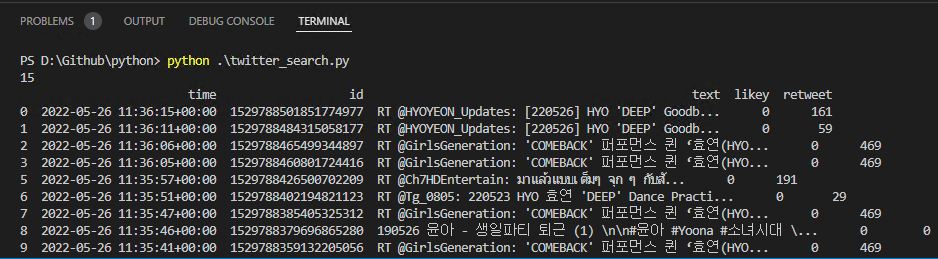 PROBLEMS 1 OUTPUT DEBUG CONSOLE TERMINAL
PS D:\Github\python> python .\twitter_search.py
15
time id text likey retweet
0 2022-05-26 11:36:15+00:00 1529788501851774977 RT @HYOYEON_Updates: [220526] HYO 'DEEP' Goodb... 0 161
1 2022-05-26 11:36:11+00:00 1529788484315058177 RT @HYOYEON_Updates: [220526] HYO 'DEEP' Goodb... 0 59
2 2022-05-26 11:36:06+00:00 1529788465499344897 RT @GirlsGeneration: 'COMEBACK' 퍼포먼스 퀸 ‘효연(HYO... 0 469
3 2022-05-26 11:36:05+00:00 1529788460801724416 RT @GirlsGeneration: 'COMEBACK' 퍼포먼스 퀸 ‘효연(HYO... 0 469
5 2022-05-26 11:35:57+00:00 1529788426500702209 RT @Ch7HDEntertain: มาแล้วแบบเต็มๆ จุก ๆ กับสั... 0 191
6 2022-05-26 11:35:51+00:00 1529788402194821123 RT @Tg_0805: 220523 HYO 효연 'DEEP' Dance Practi... 0 29
7 2022-05-26 11:35:47+00:00 1529788385405325312 RT @GirlsGeneration: 'COMEBACK' 퍼포먼스 퀸 ‘효연(HYO... 0 469
8 2022-05-26 11:35:46+00:00 1529788379696865280 190526 윤아 - 생일파티 퇴근 (1) \n\n#윤아 #Yoona #소녀시대 \... 0 0
9 2022-05-26 11:35:41+00:00 1529788359132205056 RT @GirlsGeneration: 'COMEBACK' 퍼포먼스 퀸 ‘효연(HYO... 0 469